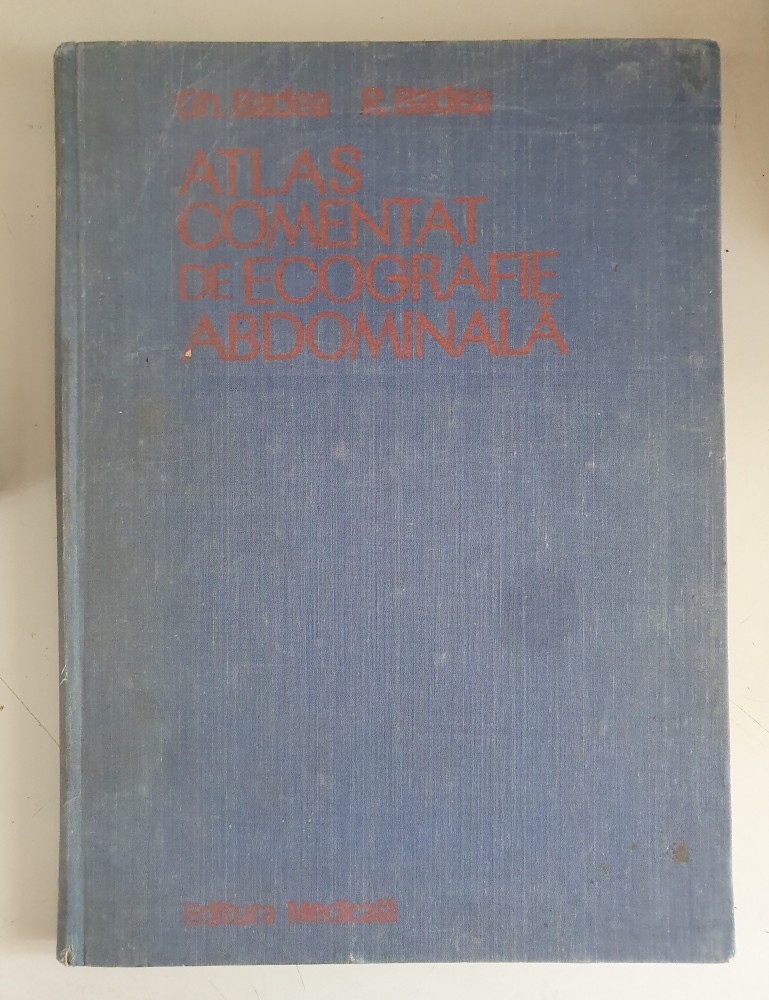 Gh. Badea R. Badea
ATLAS
COMENTAT
DE ECOGRAFIE
ABDOMINALĂ
Editura Medicală